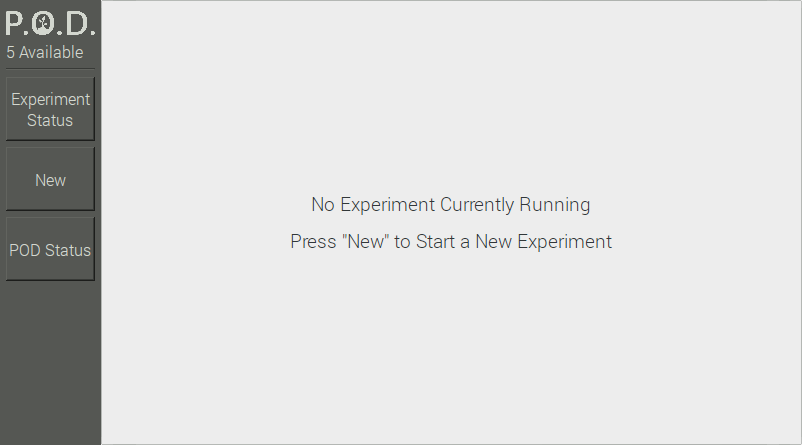 P.O.D.
5 Available
Experiment
Status
New
POD Status
No Experiment Currently Running
Press "New" to Start a New Experiment